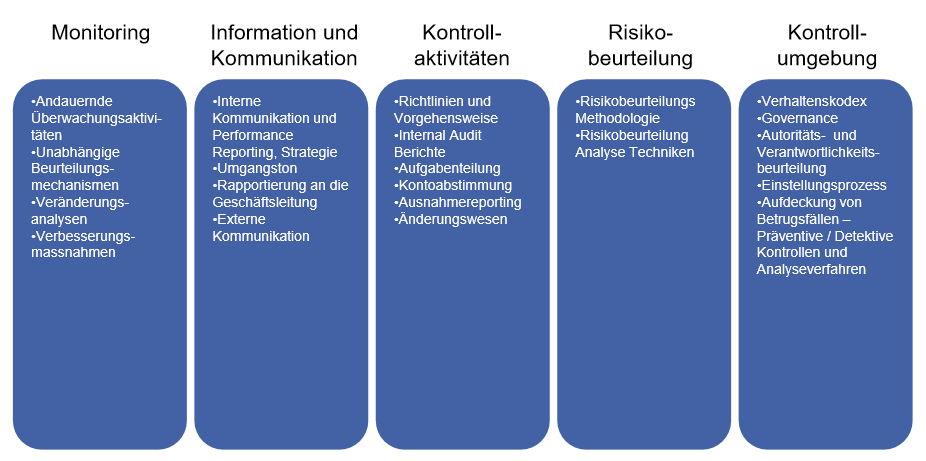 Monitoring
•Andauernde
Überwachungsaktivi-
täten
•Unabhängige
Beurteilungs-
mechanismen
•Veränderungs-
analysen
•Verbesserungs-
massnahmen
Information und
Kommunikation
•Interne
Kommunikation und
Performance
Reporting, Strategie
•Umgangston
•Rapportierung an die
Geschäftsleitung
•Externe
Kommunikation
Kontroll-
aktivitäten
•Richtlinien und
Vorgehensweise
•Internal Audit
Berichte
•Aufgabenteilung
•Kontoabstimmung
•Ausnahmereporting
•Änderungswesen
Risiko-
beurteilung
•Risikobeurteilungs
Methodologie
•Risikobeurteilung
Analyse Techniken
Kontroll-
umgebung
•Verhaltenskodex
•Governance
•Autoritäts- und
Verantwortlichkeits-
beurteilung
•Einstellungsprozess
•Aufdeckung von
Betrugsfällen –
Präventive / Detektive
Kontrollen und
Analyseverfahren